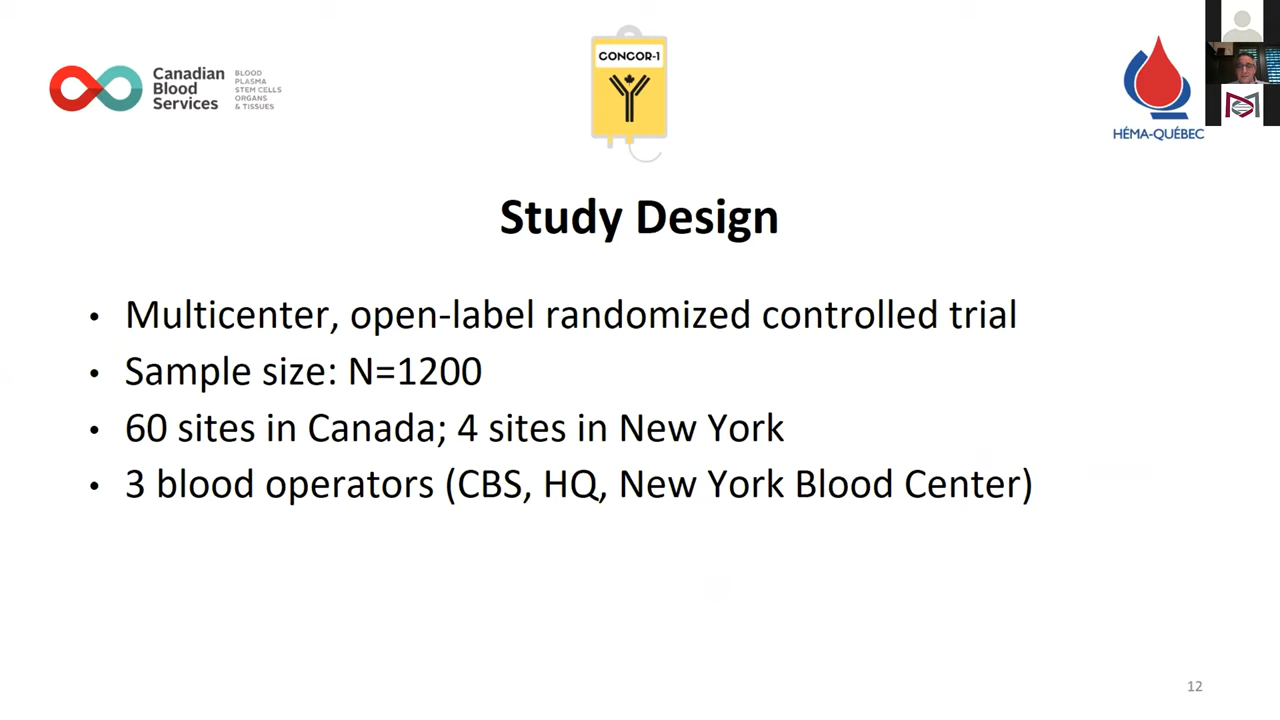 Canadian
Blood
Services
BLOOD
PLASMA
STEM CELLS
ORGANS
& TISSUES
CONCOR-1
HÉMA-QUÉBEC
Study Design
• Multicenter, open-label randomized controlled trial
• Sample size: N=1200
• 60 sites in Canada; 4 sites in New York
• 3 blood operators (CBS, HQ, New York Blood Center)
12